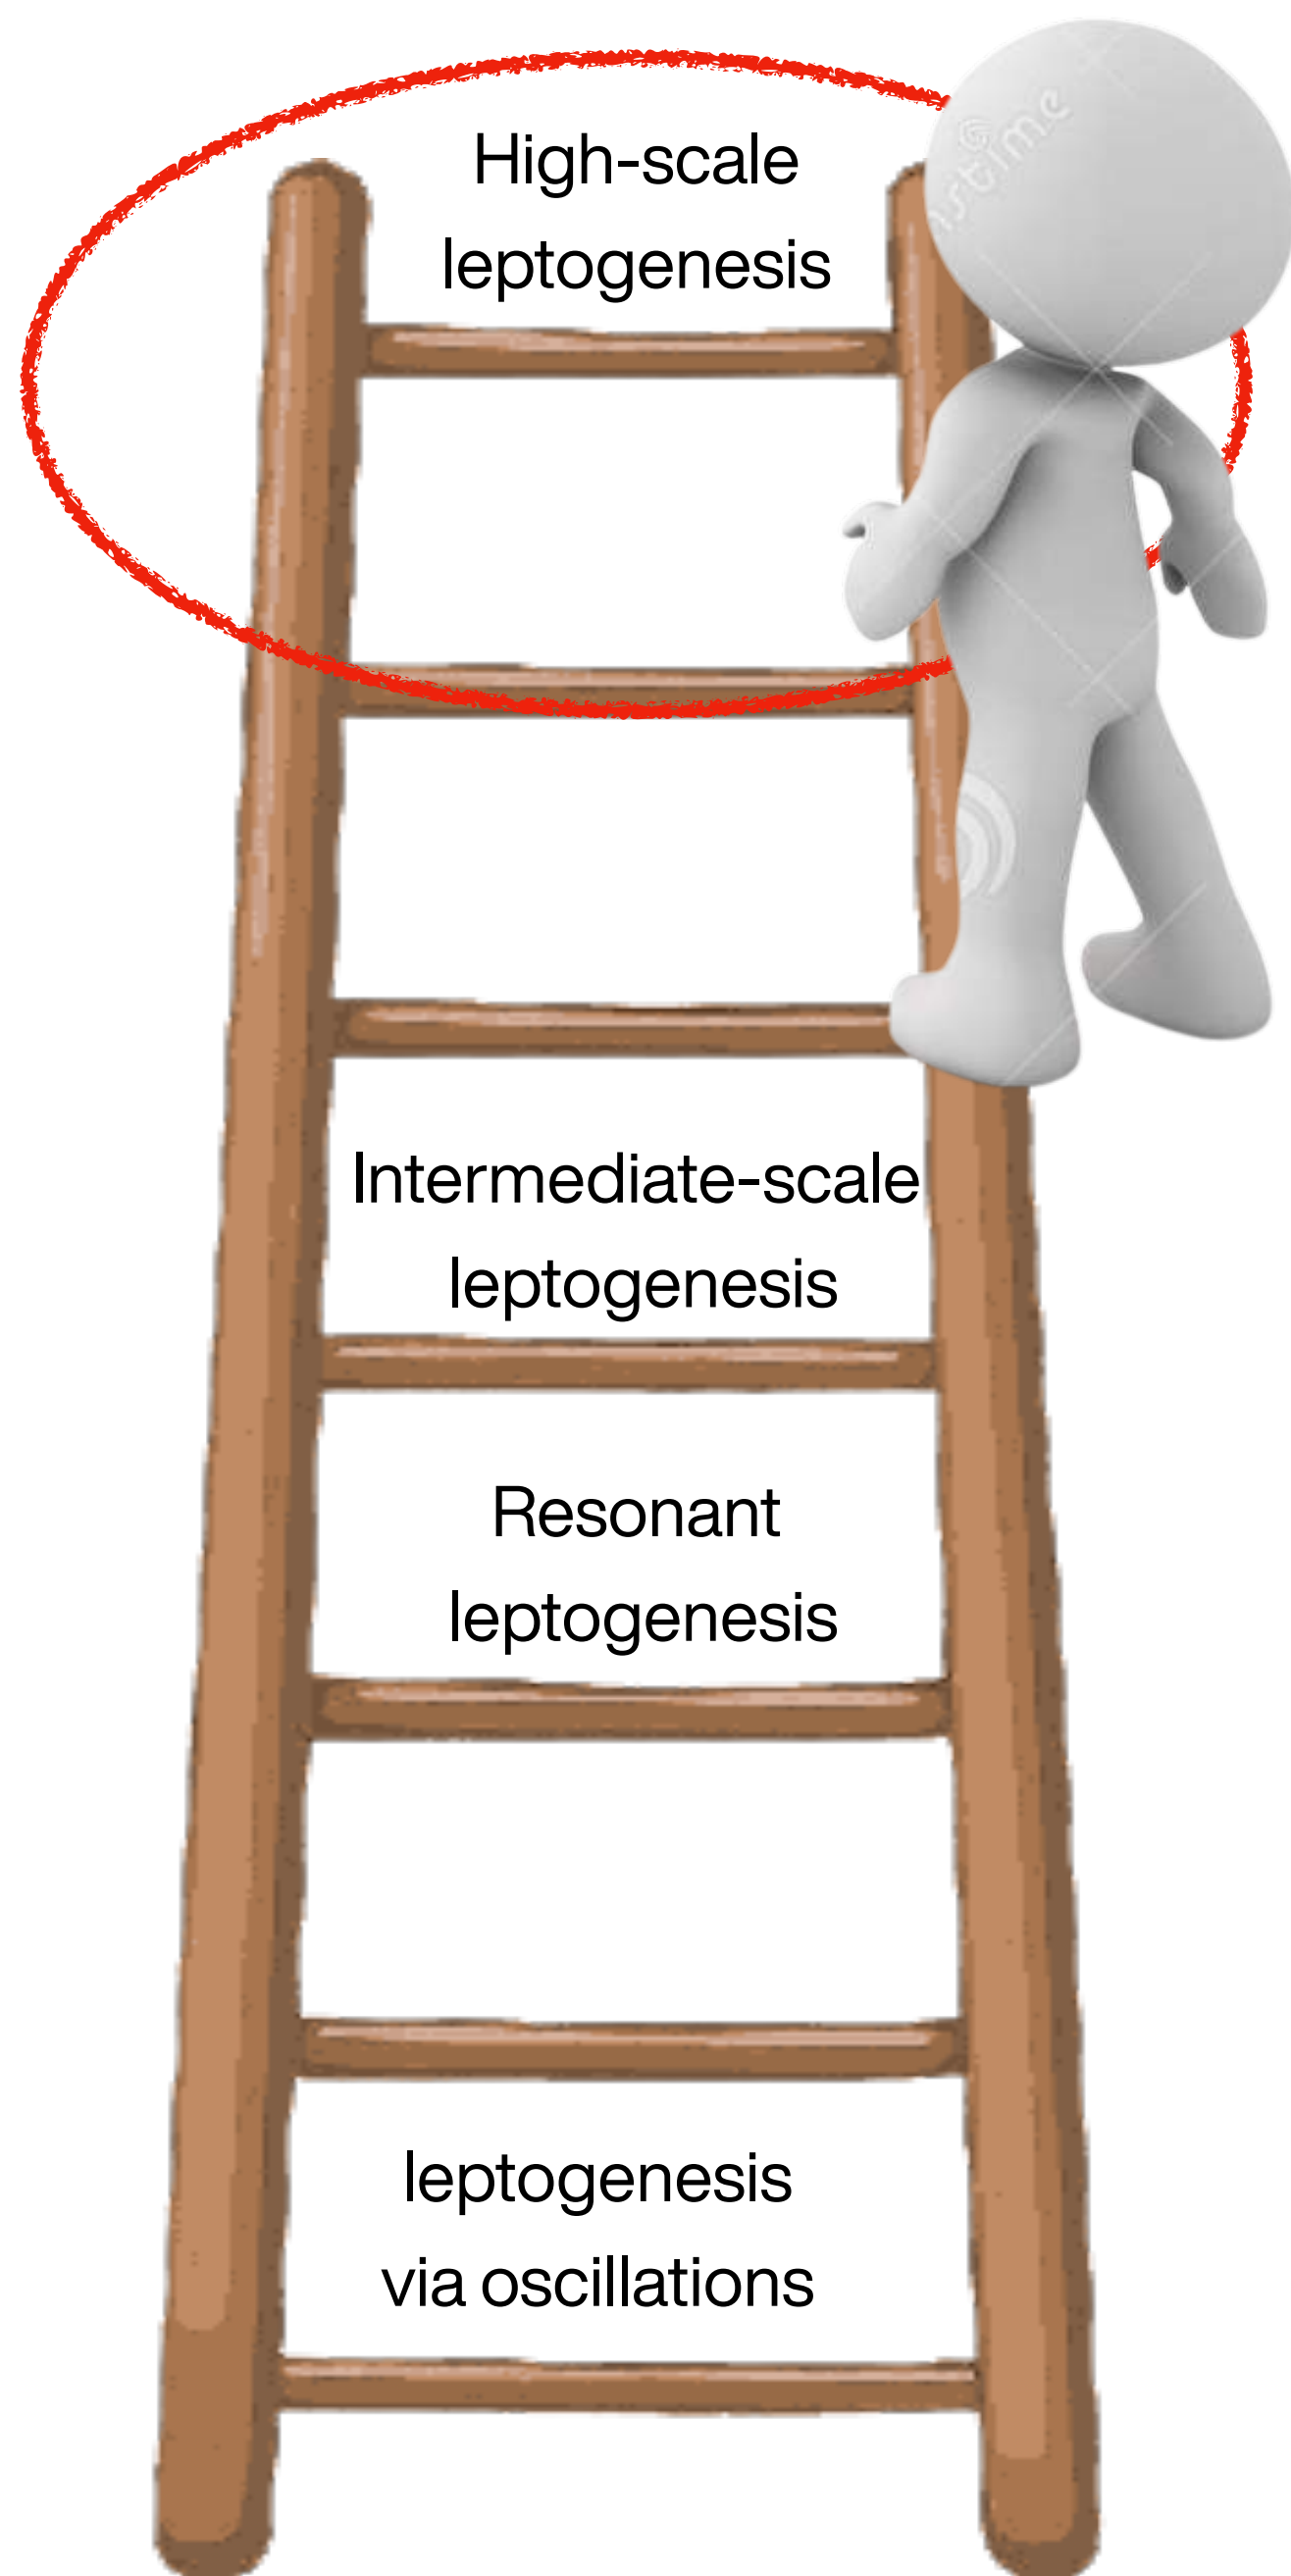 High-scale
leptogenesis
Intermediate-scale
leptogenesis
Resonant
leptogenesis
leptogenesis
via oscillations